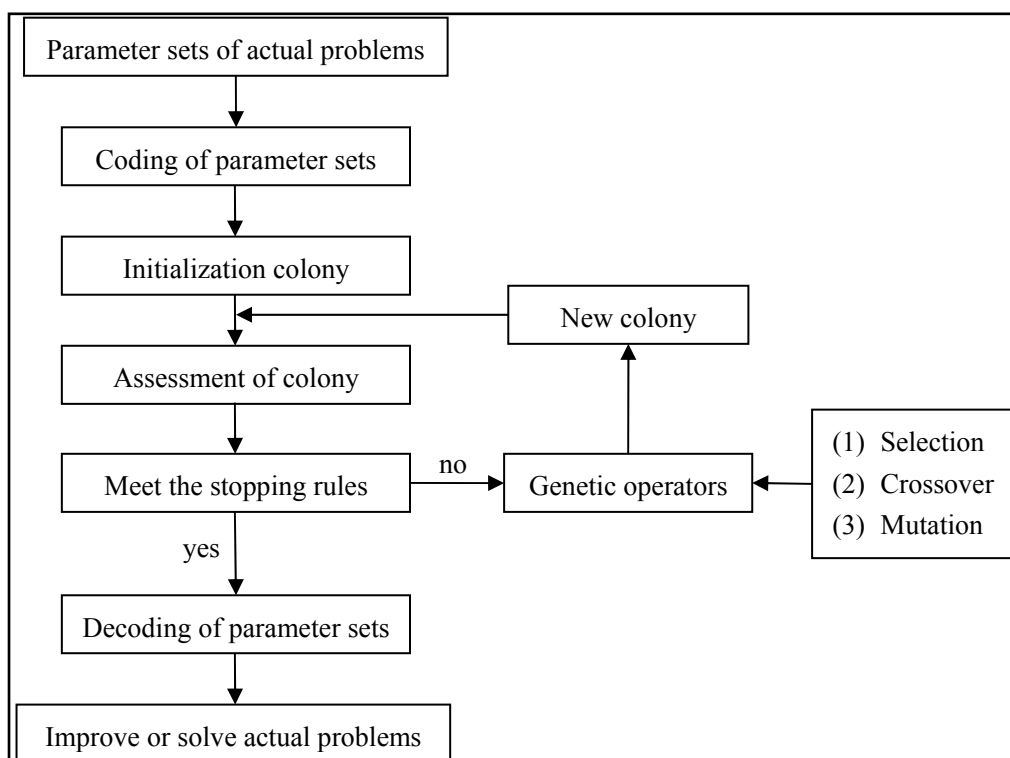 Parameter sets of actual problems
Coding of parameter sets
Initialization colony
New colony
Assessment of colony
(1) Selection
(2) Crossover
(3) Mutation
Meet the stopping rules
no
Genetic operators
yes
Decoding of parameter sets
Improve or solve actual problems